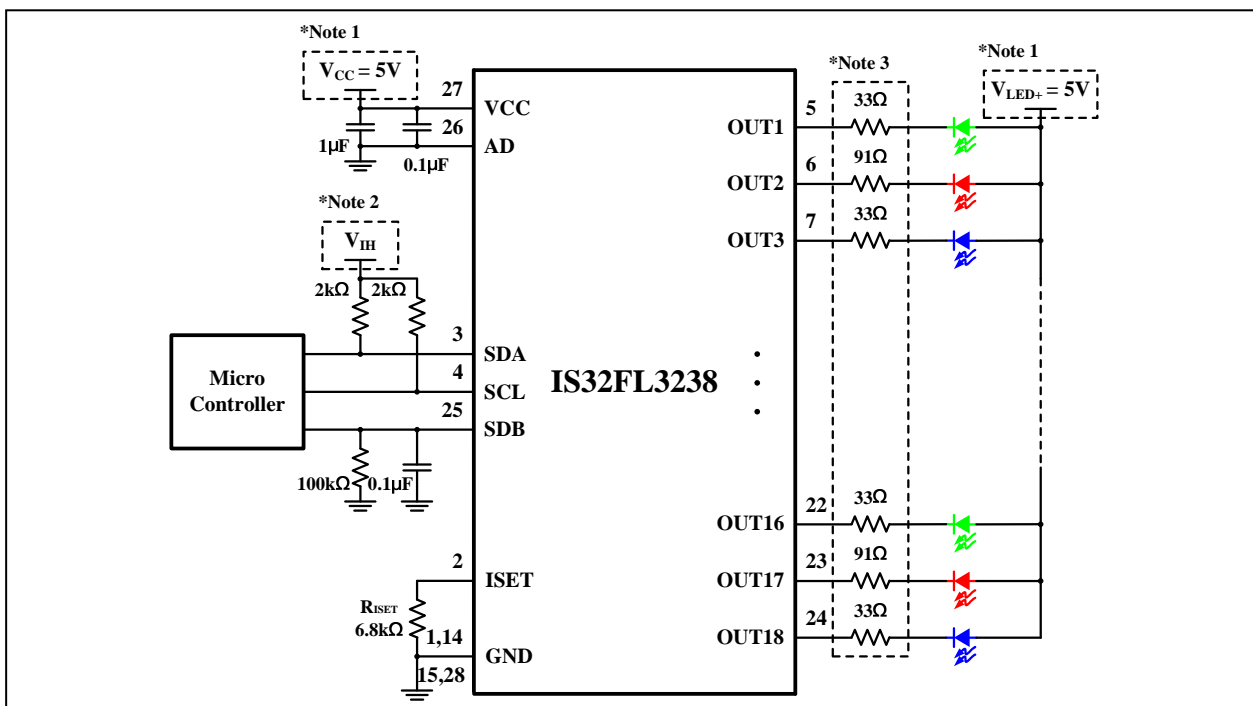 *Note 1
VCC = 5V
1µF
0.1µF
27
VCC
26
AD
*Note 2
VIH
2kΩ
2kΩ
Micro
Controller
3
SDA
4
SCL
25
SDB
100kΩ
0.1µF
2
ISET
RISET
6.8kΩ
1,14
GND
15,28
IS32FL3238
*Note 3
*Note 1
VLED+ = 5V
OUT1
5
33Ω
OUT2
6
91Ω
OUT3
7
33Ω
OUT16
22
33Ω
OUT17
23
91Ω
OUT18
24
33Ω